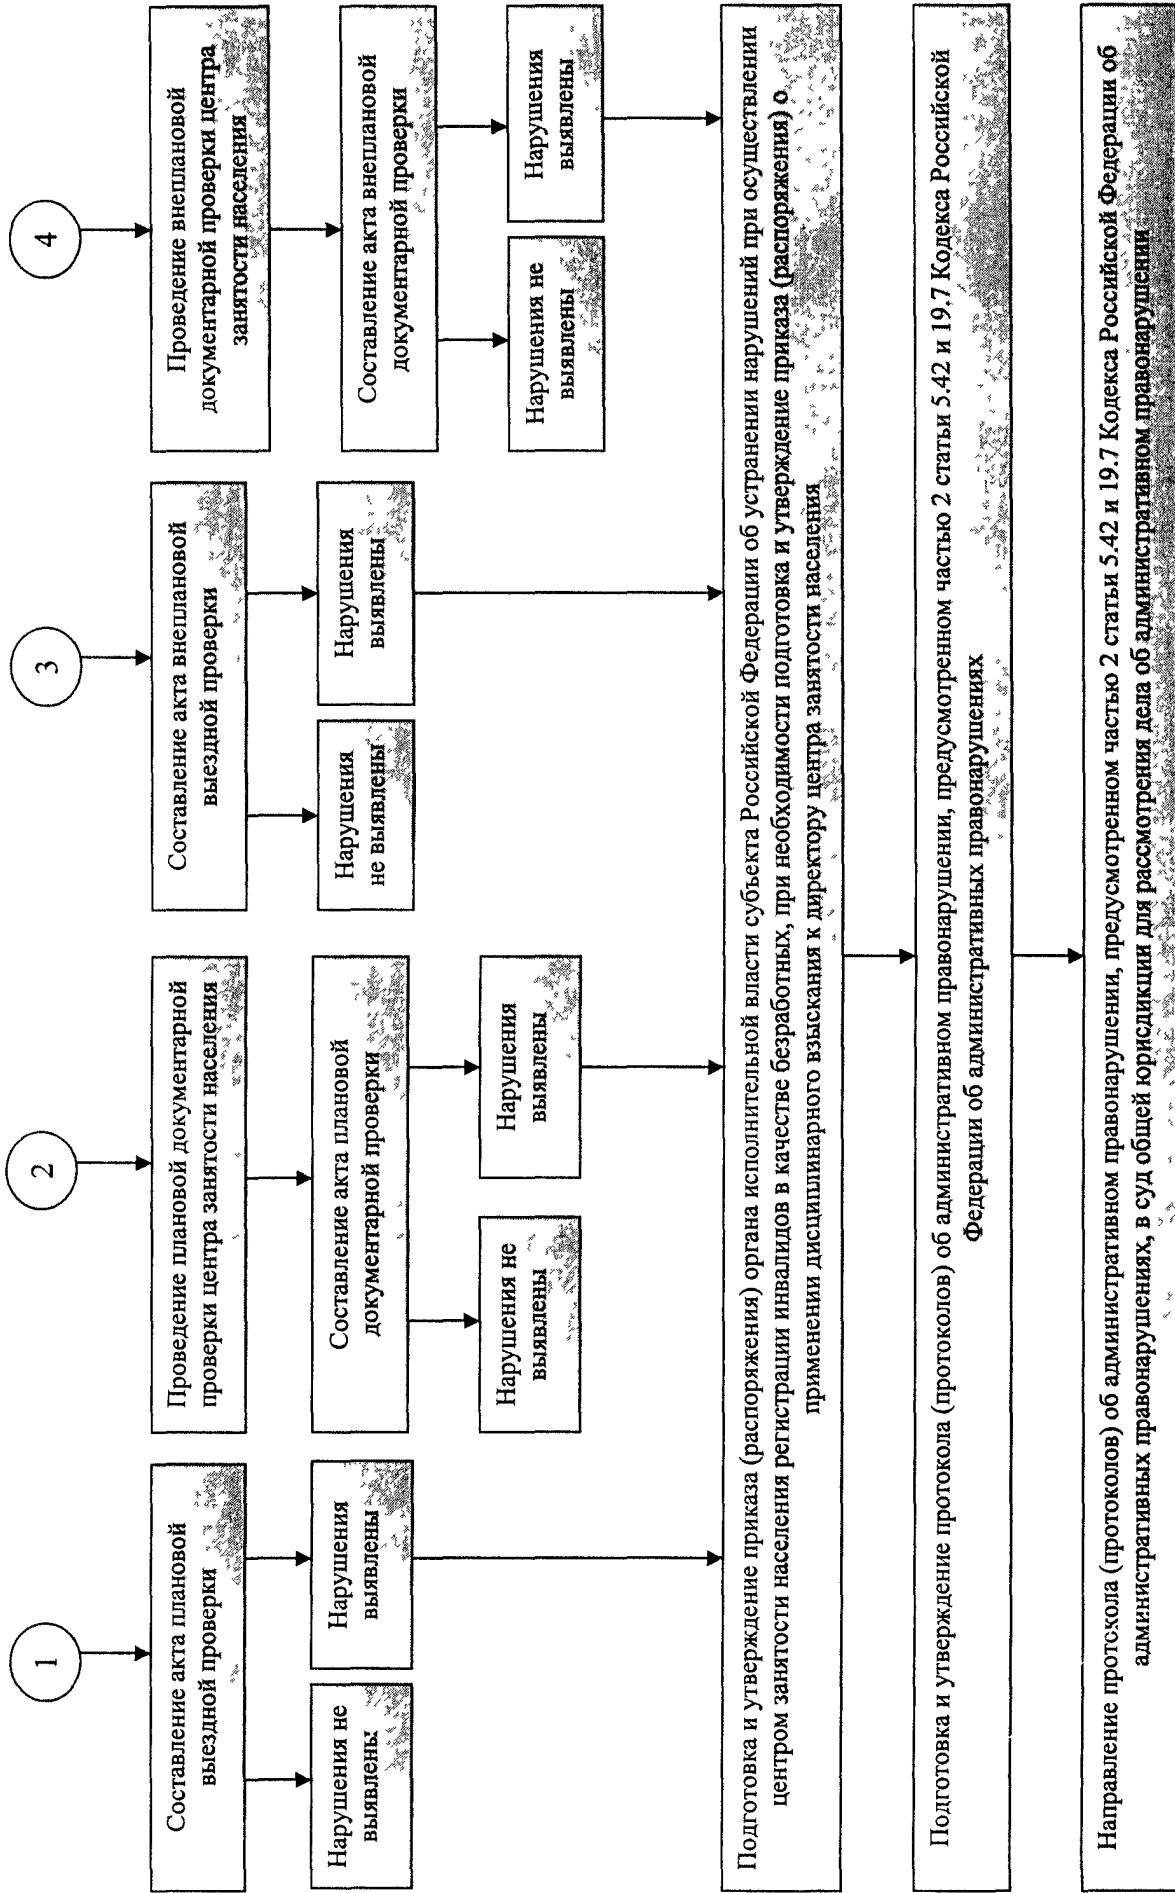 1
Составление акта плановой
выездной проверки
Нарушения не
выявлены
Нарушения
выявлены
2
Проведение плановой документарной
проверки центра занятости населения
Составление акта плановой
документарной проверки
Нарушения не
выявлены
Нарушения
выявлены
3
Составление акта внеплановой
выездной проверки
Нарушения
не выявлены
Нарушения
выявлены
4
Проведение внеплановой
документарной проверки центра
занятости населения
Составление акта внеплановой
документарной проверки
Нарушения не
выявлены
Нарушения
выявлены
Подготовка и утверждение приказа (распоряжения) органа исполнительной власти субъекта Российской Федерации об устранении нарушений при осуществлении
центром занятости населения регистрации инвалидов в качестве безработных, при необходимости подготовка и утверждение приказа (распоряжения) о
применении дисциплинарного взыскания к директору центра занятости населения
Подготовка и утверждение протокола (протоколов) об административном правонарушении, предусмотренном частью 2 статьи 5.42 и 19.7 Кодекса Российской
Федерации об административных правонарушениях
Направление протокола (протоколов) об административном правонарушении, предусмотренном частью 2 статьи 5.42 и 19.7 Кодекса Российской Федерации об
административных правонарушениях, в суд общей юрисдикции для рассмотрения дела об административном правонарушении